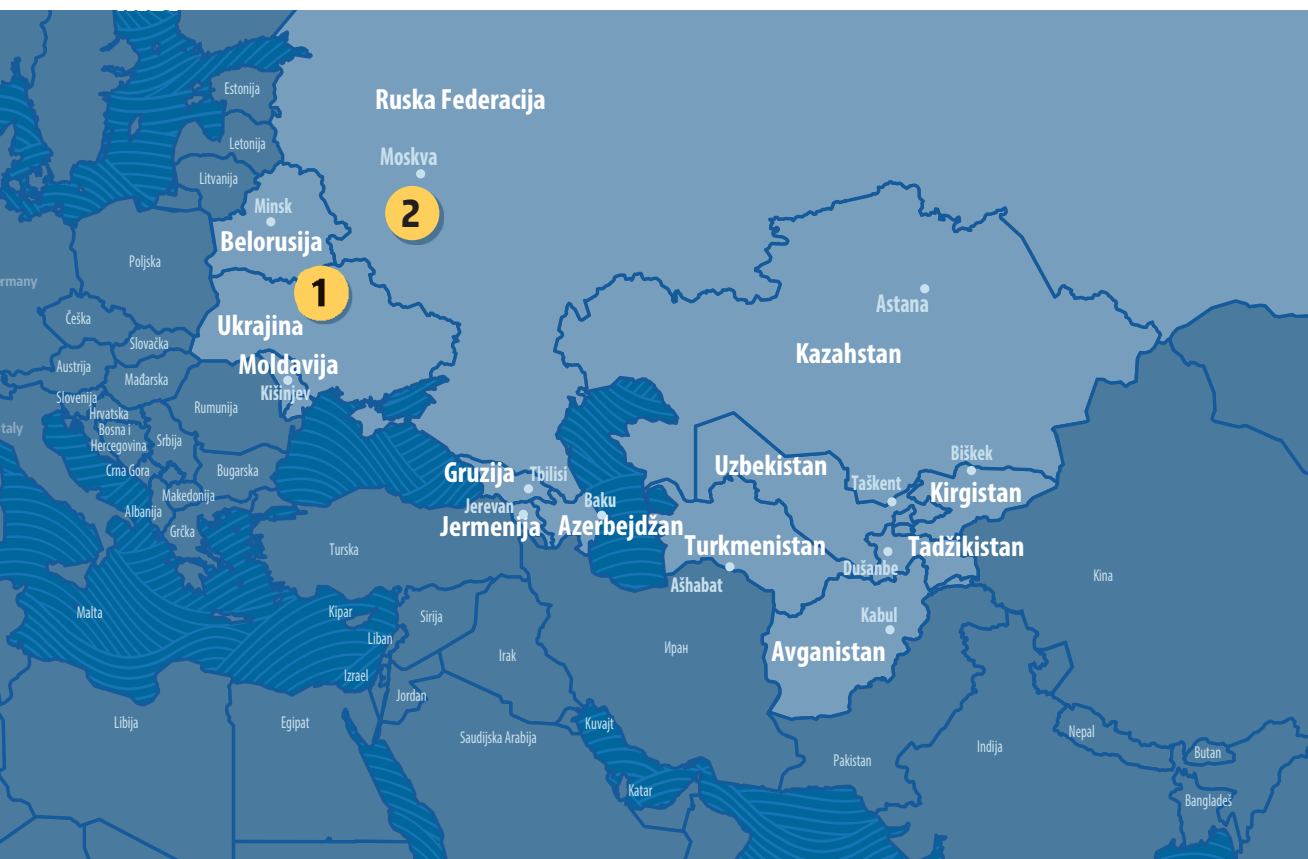 Estonija
Ruska Federacija
Letonija
Moskva
Litvanija
Minsk
2
Belorusija
Poljska
rmany
1
Astana
Češka
Ukrajina
Slovačka
Kazahstan
Austrija
Moldavija
Mađarska
Kišinjev
Slovenija
Rumunija
Hrvatska
taly
Bosna i
Hercegovina
Srbija
Biškek
Crna Gora
Bugarska
Gruzija
Tbilisi
Uzbekistan
Taškent
Kirgistan
Makedonija
Baku
Jerevan
Albanija
Jermenija
Azerbejdžan
Grčka
Turska
Turkmenistan
Tadžikistan
Dušanbe
Kina
Ašhabat
Malta
Kipar
Sirija
Kabul
Liban
Irak
Иран
Avganistan
Izrael
Jordan
Libija
Egipat
Kuvajt
Saudijska Arabija
Nepal
Indija
Butan
Pakistan
Katar
Bangladeš